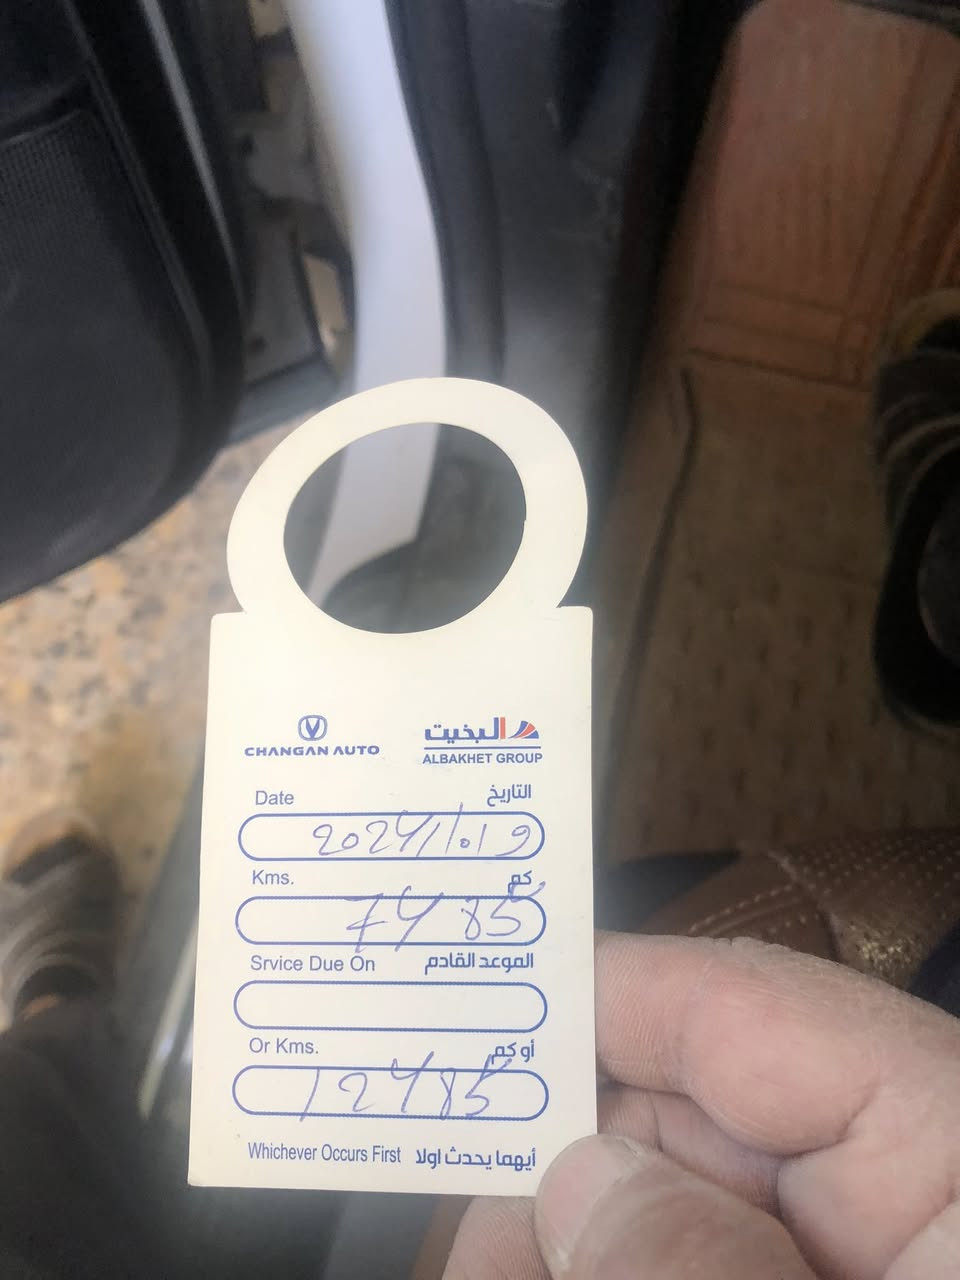 CHANGAN AUTO البخيت
ALBAKHET GROUP
Date التاريخ
2024/10/9
Kms. كم
7485
Srvice Due On الموعد القادم
Or Kms. أو كم
12485
Whichever Occurs First أيهما يحدث اولا